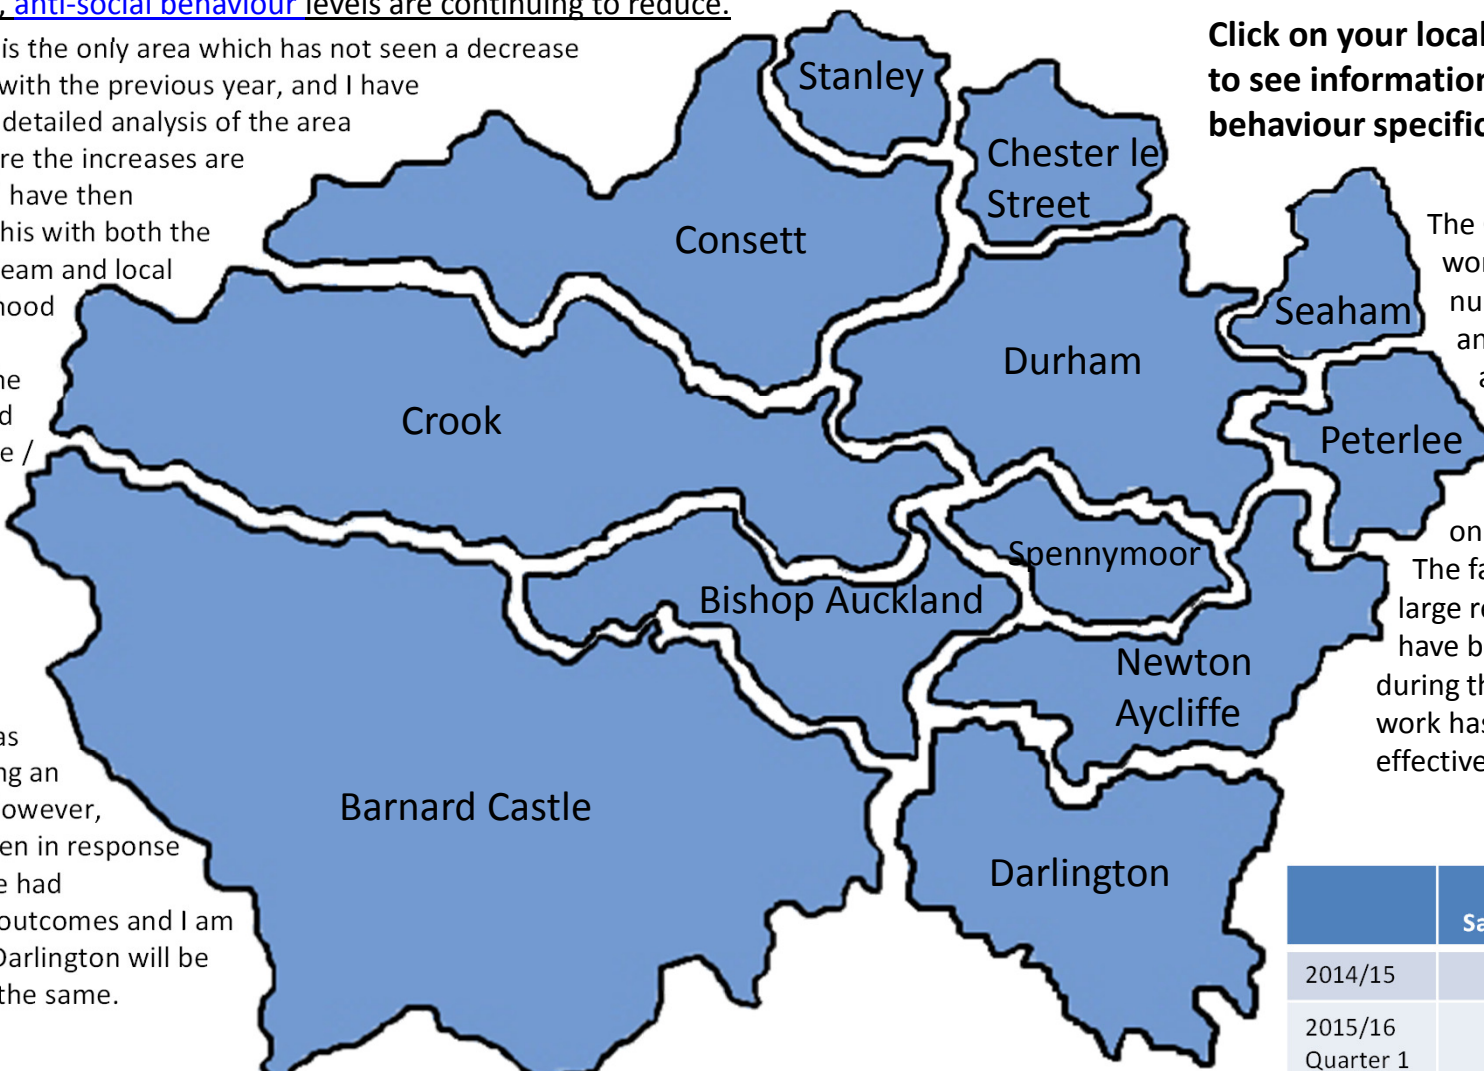 , anti-social behaviour levels are continuing to reduce.
is the only area which has not seen a decrease
with the previous year, and I have
detailed analysis of the area
re the increases are
have then
his with both the
eam and local
hood
ne
d
e /
as
ng an
owever,
en in response
e had
outcomes and I am
Darlington will be
the same.
Stanley
Chester le
Street
Consett
Seaham
Durham
Crook
Peterlee
Spennymoor
Bishop Auckland
Newton
Aycliffe
Barnard Castle
Darlington
Click on your local
to see information
behaviour specific
The
wor
nu
an
a
on
The fa
large re
have b
during th
work has
effective
Sa
2014/15
2015/16
Quarter 1